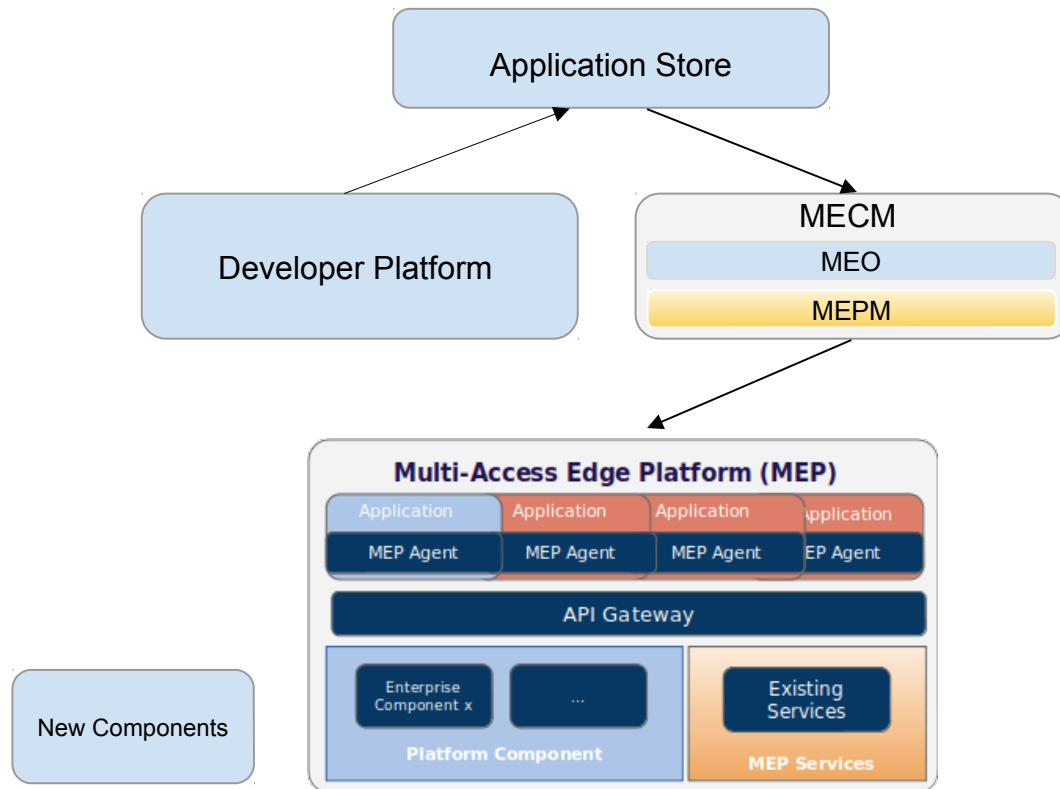 Application Store
Developer Platform
MECM
MEO
MEPM
Multi-Access Edge Platform (MEP)
Application Application Application Application
MEP Agent MEP Agent MEP Agent EP Agent
API Gateway
Enterprise
Component x
...
Existing
Services
Platform Component
MEP Services
New Components